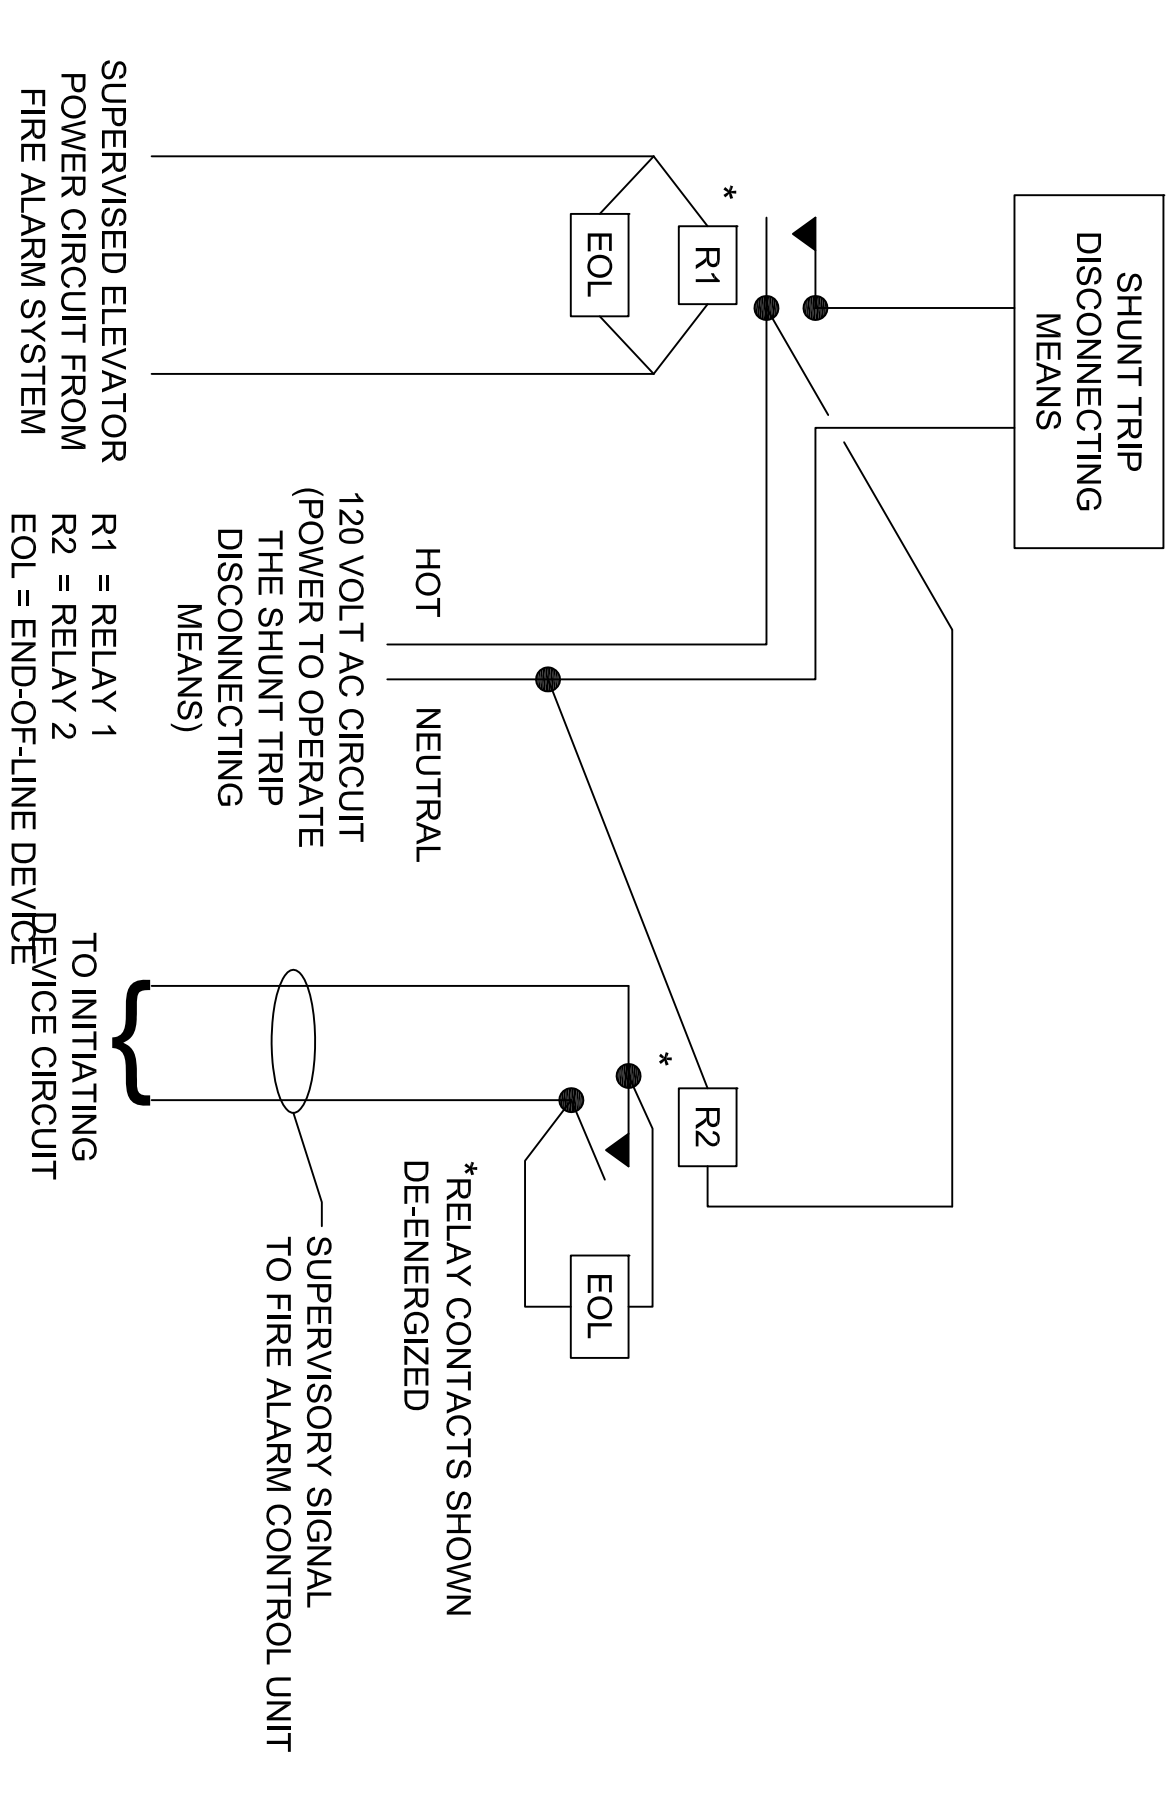 SHUNT TRIP
DISCONNECTING
MEANS
*
R1
EOL
SUPERVISED ELEVATOR
POWER CIRCUIT FROM
FIRE ALARM SYSTEM
HOT
NEUTRAL
120 VOLT AC CIRCUIT
(POWER TO OPERATE
THE SHUNT TRIP
DISCONNECTING
MEANS)
R1 = RELAY 1
R2 = RELAY 2
EOL = END-OF-LINE DEVICE
*
R2
EOL
*RELAY CONTACTS SHOWN
DE-ENERGIZED
SUPERVISORY SIGNAL
TO FIRE ALARM CONTROL UNIT
{
TO INITIATING
DEVICE CIRCUIT